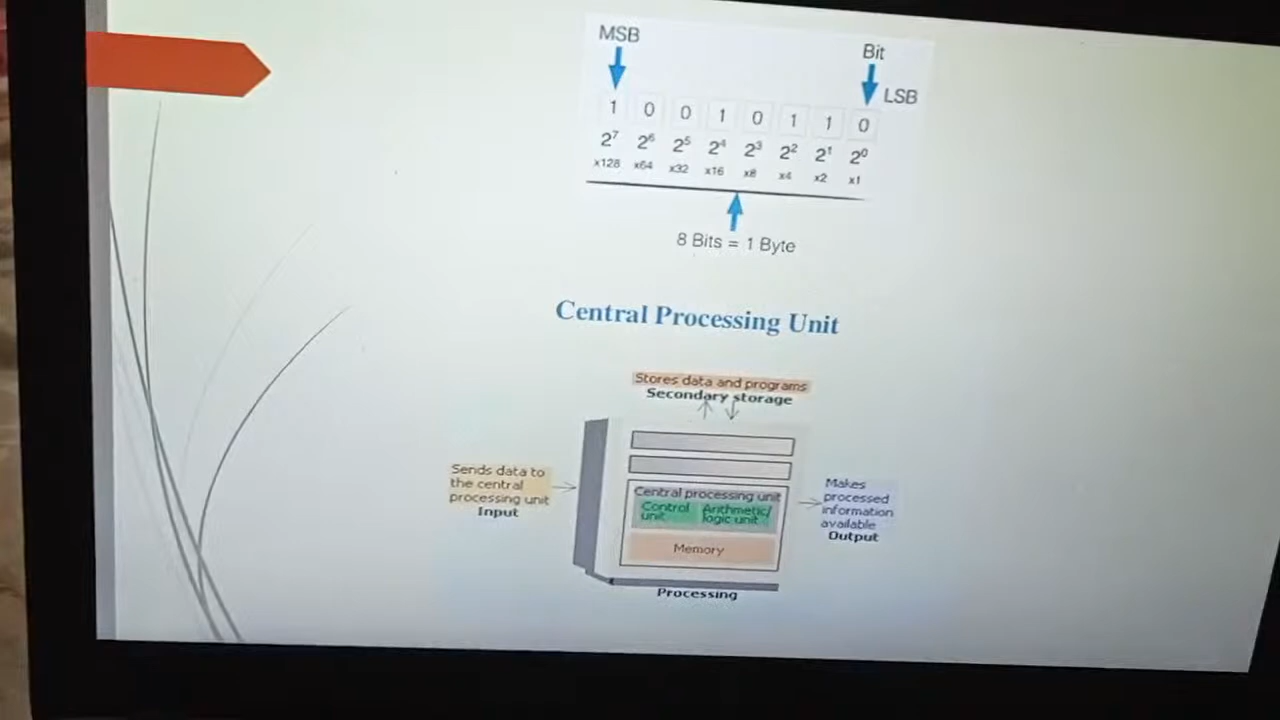 MSB
Bit
LSB
1 0 0 1 0 1 1 0
2⁷ 2⁶ 2⁵ 2⁴ 2³ 2² 2¹ 2⁰
x128 x64 x32 x16 x8 x4 x2 x1
8 Bits = 1 Byte
Central Processing Unit
Stores data and programs
Secondary storage
Sends data to
the central
processing unit
Input
Central processing unit
Control
unit
Arithmetic/
logic unit
Memory
Processing
Makes
processed
information
available
Output